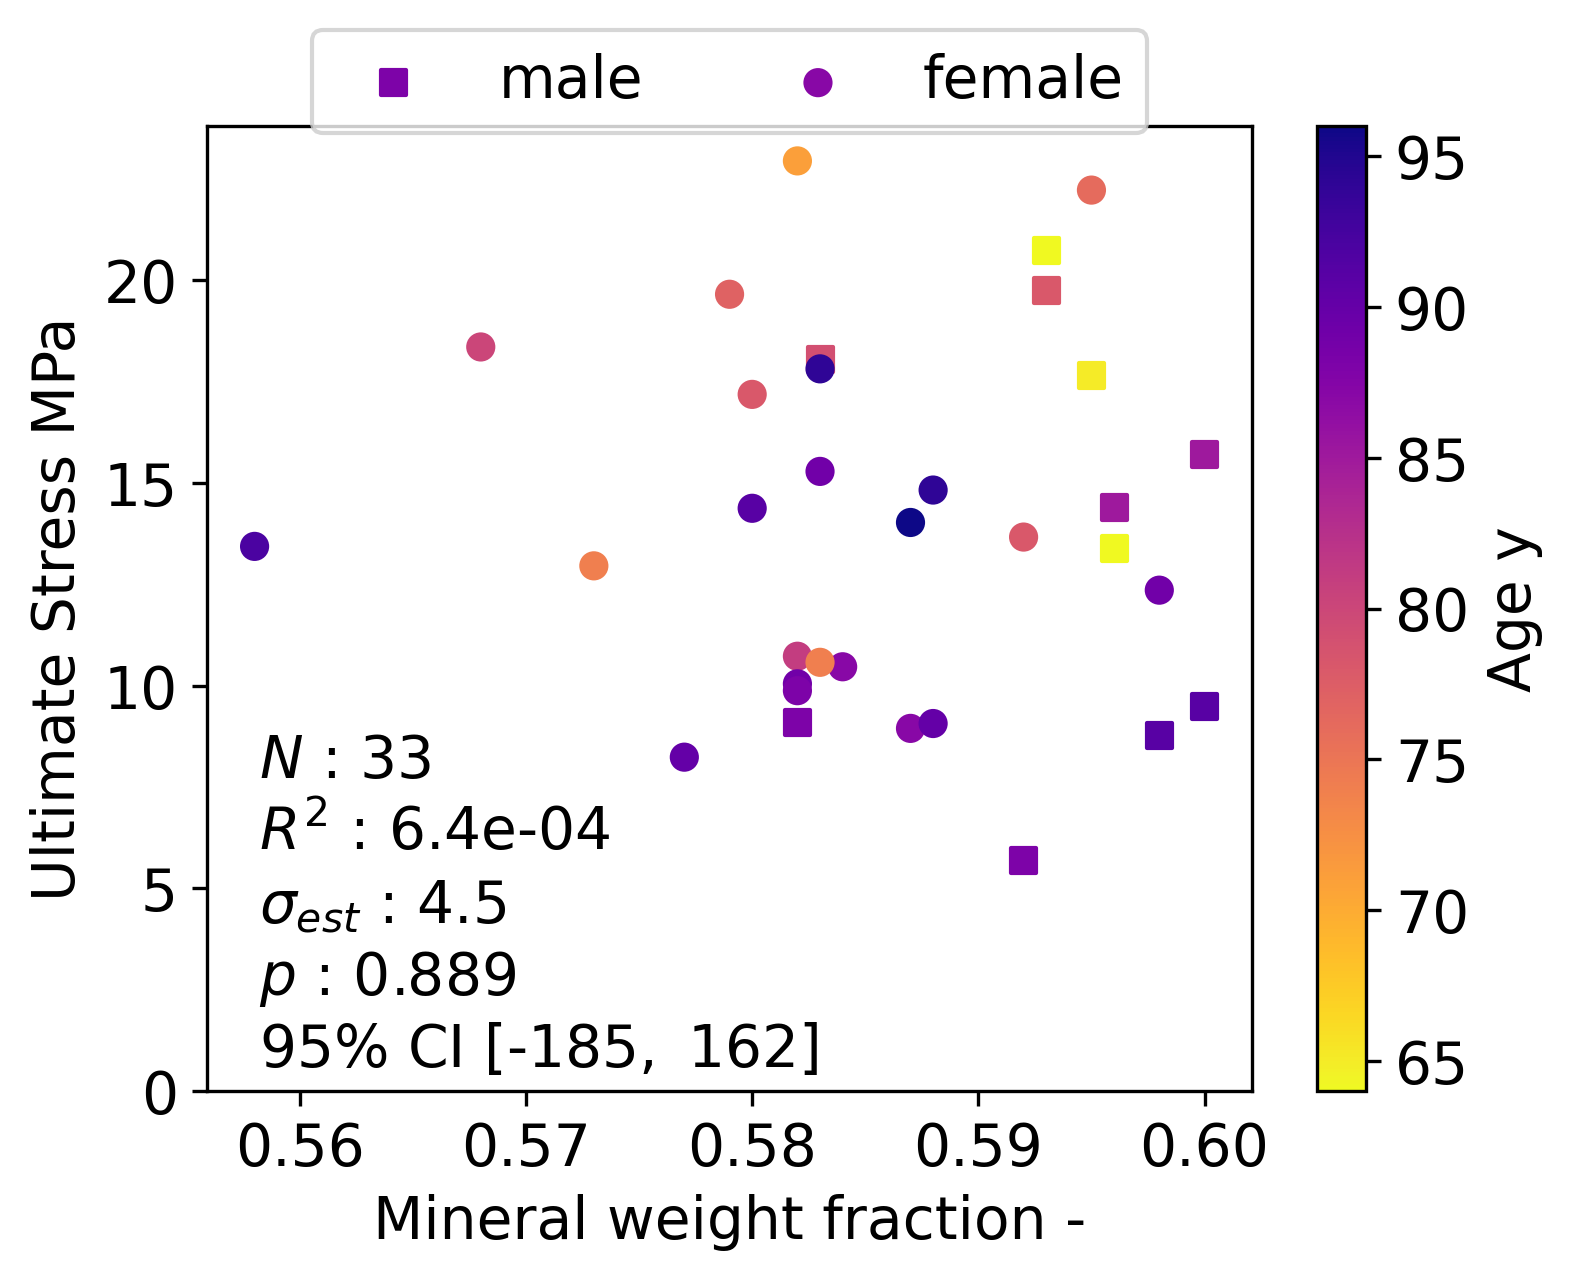 male female
20
15
10
5
0
Ultimate Stress MPa
N : 33
R² : 6.4e-04
σest : 4.5
p : 0.889
95% CI [-185, 162]
0.56 0.57 0.58 0.59 0.60
Mineral weight fraction -
95
90
85
80
75
70
65
Age y